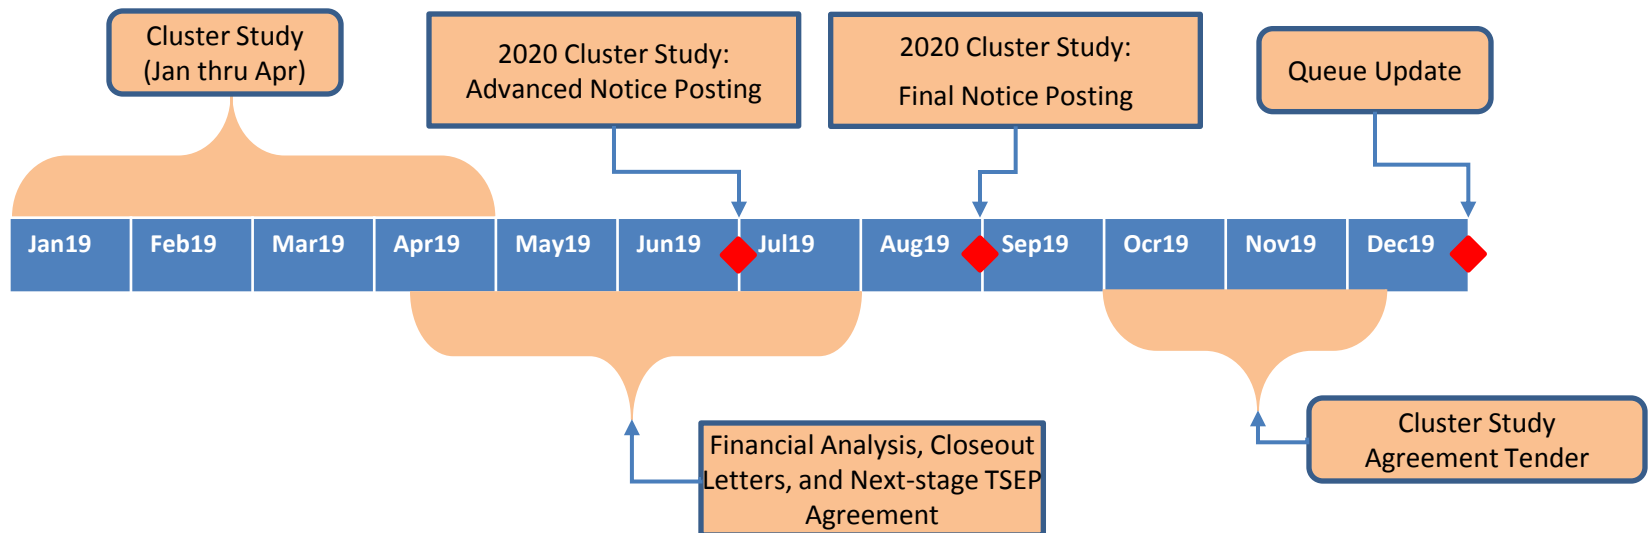 Cluster Study
(Jan thru Apr)
2020 Cluster Study:
Advanced Notice Posting
2020 Cluster Study:
Final Notice Posting
Queue Update
Jan19
Feb19
Mar19
Apr19
May19
Jun19
Jul19
Aug19
Sep19
Ocr19
Nov19
Dec19
Financial Analysis, Closeout
Letters, and Next-stage TSEP
Agreement
Cluster Study
Agreement Tender